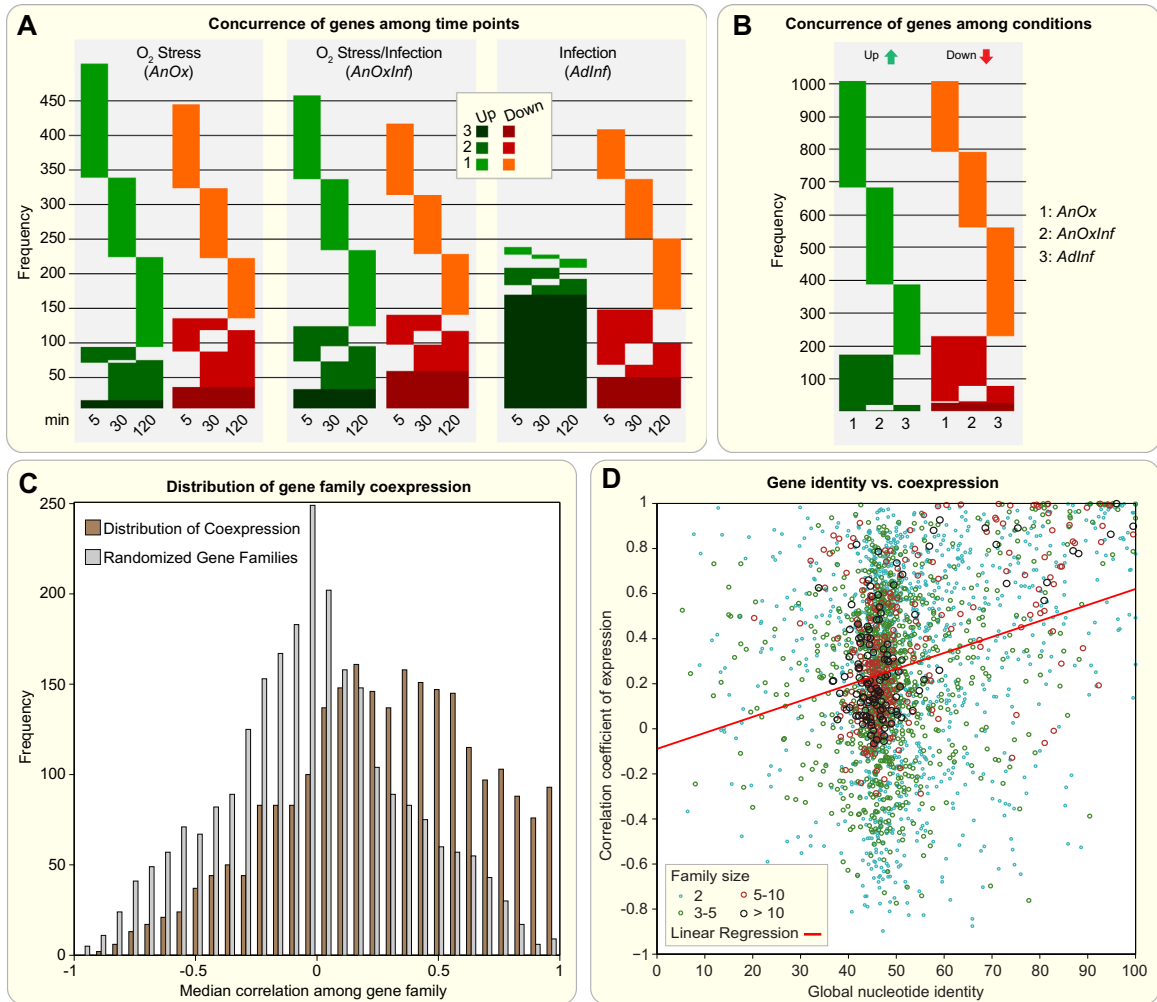 A Concurrence of genes among time points
O2 Stress
(AnOx)
O2 Stress/Infection
(AnOxInf)
Infection
(AdInf)
Up Down
3
2
1
Frequency
450
400
350
300
250
200
150
100
50
min 5 30 120 5 30 120 5 30 120 5 30 120 5 30 120 5 30 120
B Concurrence of genes among conditions
Up Down
Frequency
1000
900
800
700
600
500
400
300
200
100
1 2 3 1 2 3
1: AnOx
2: AnOxInf
3: AdInf
C Distribution of gene family coexpression
Distribution of Coexpression
Randomized Gene Families
Frequency
250
200
150
100
50
0
-1 -0.5 0 0.5 1
Median correlation among gene family
D Gene identity vs. coexpression
Correlation coefficient of expression
1
0.8
0.6
0.4
0.2
0
-0.2
-0.4
-0.6
-0.8
−1
Family size
2 5-10
3-5 > 10
Linear Regression
0 10 20 30 40 50 60 70 80 90 100
Global nucleotide identity